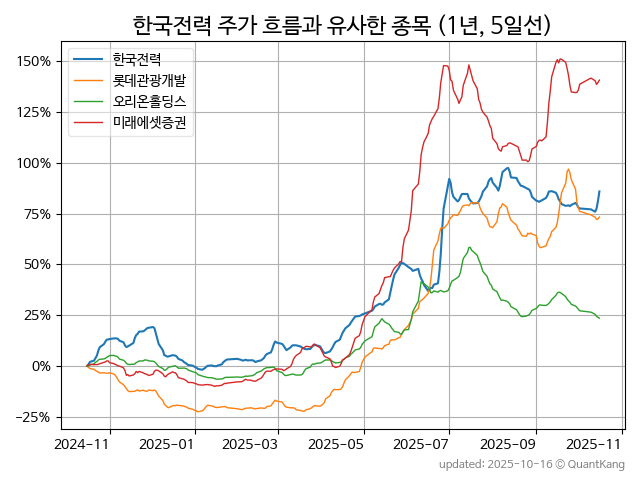 한국전력 주가 흐름과 유사한 종목 (1년, 5일선)
한국전력
롯데관광개발
오리온홀딩스
미래에셋증권
150%
125%
100%
75%
50%
25%
0%
−25%
2024-11 2025-01 2025-03 2025-05 2025-07 2025-09 2025-11
updated: 2025-10-16 © QuantKang